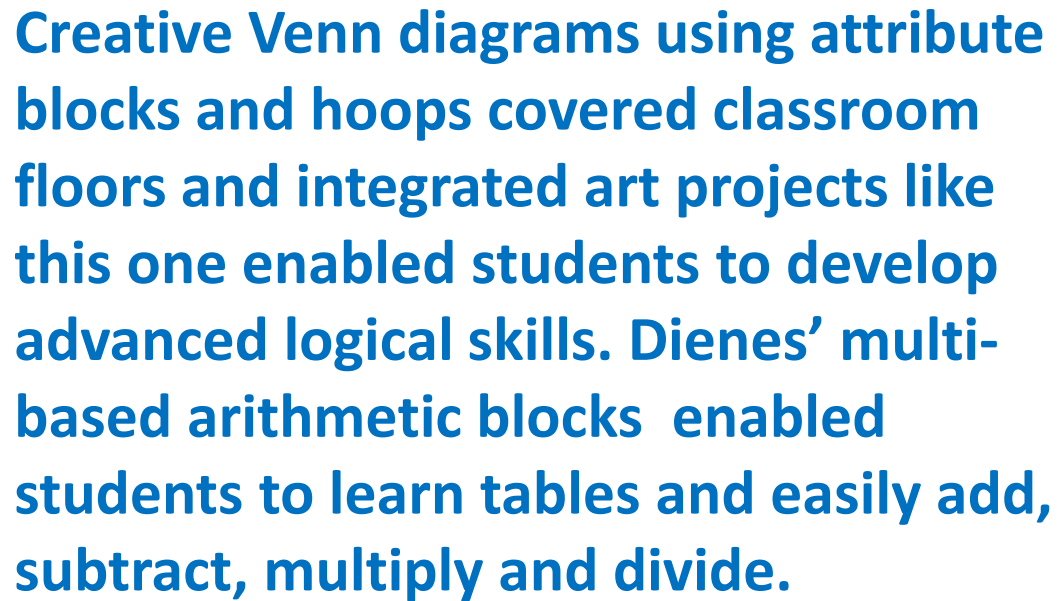 Creative Venn diagrams using attribute
blocks and hoops covered classroom
floors and integrated art projects like
this one enabled students to develop
advanced logical skills. Dienes’ multi-
based arithmetic blocks  enabled
students to learn tables and easily add,
subtract, multiply and divide.